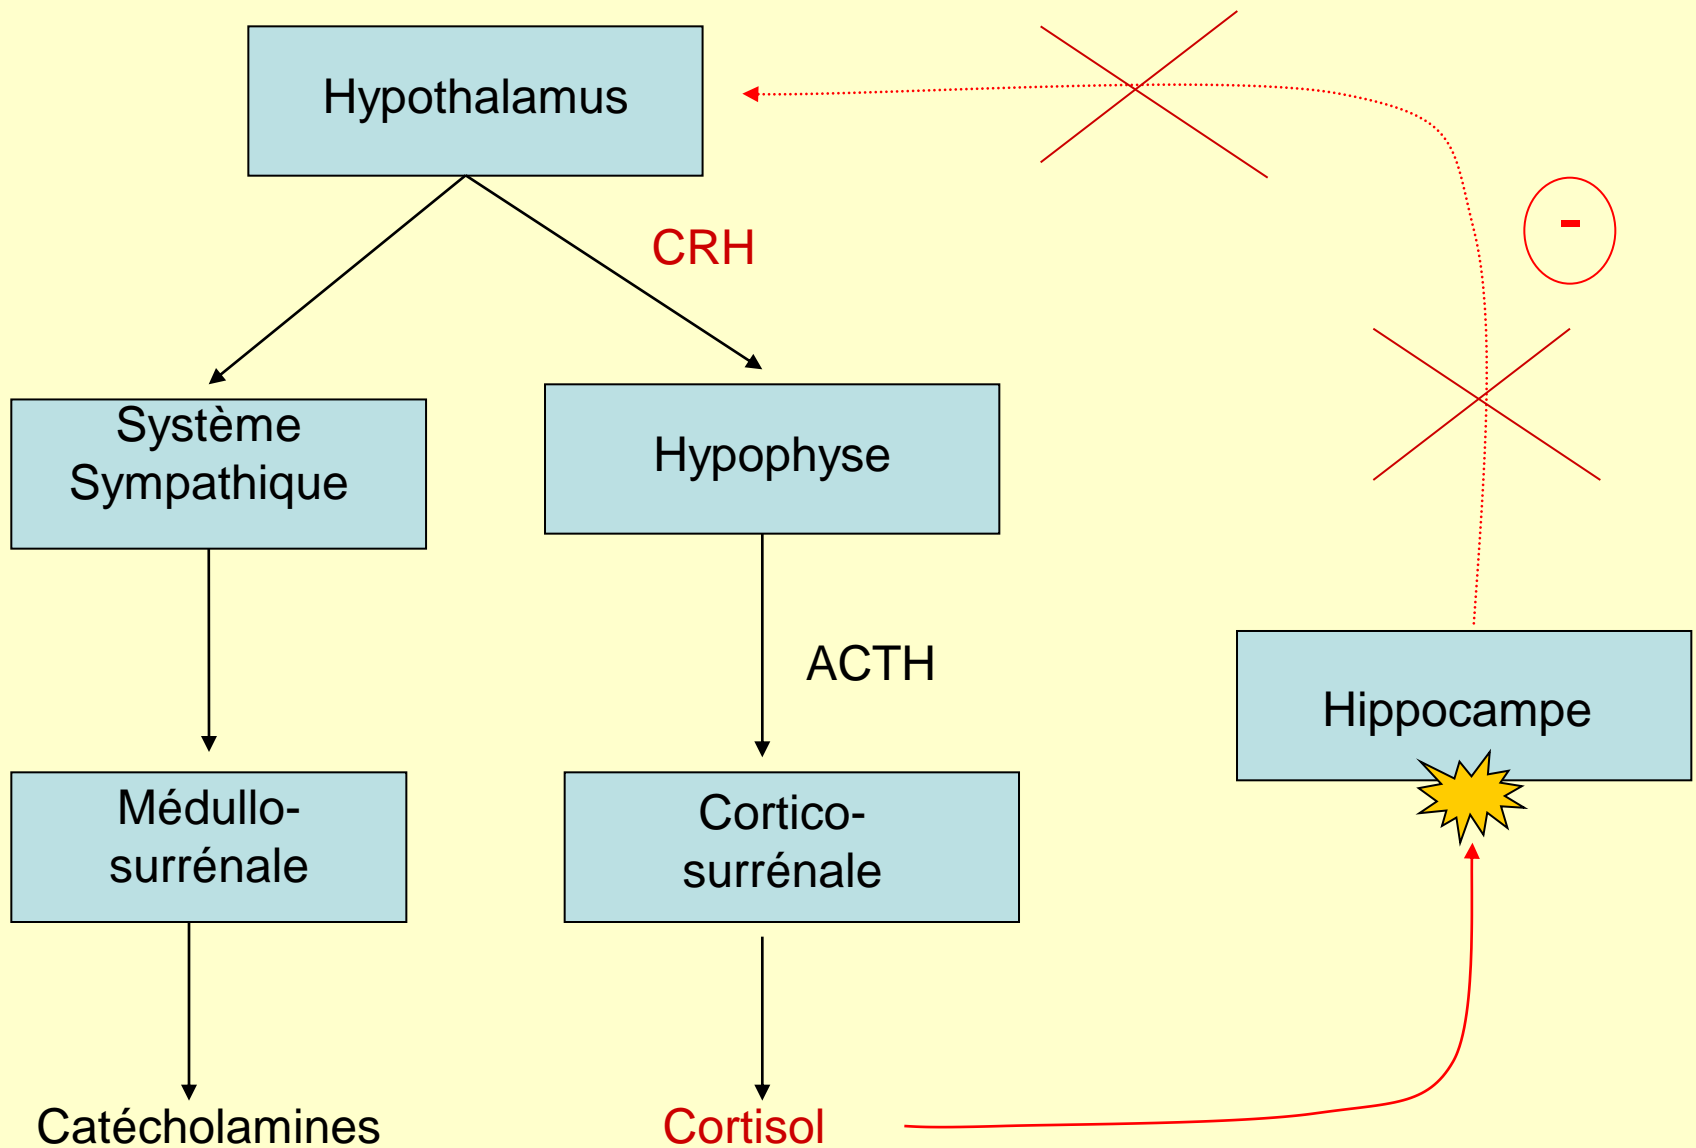 Hypothalamus
-
CRH
Système
Sympathique
Hypophyse
ACTH
Hippocampe
Médullo-
surrénale
Cortico-
surrénale
Catécholamines
Cortisol